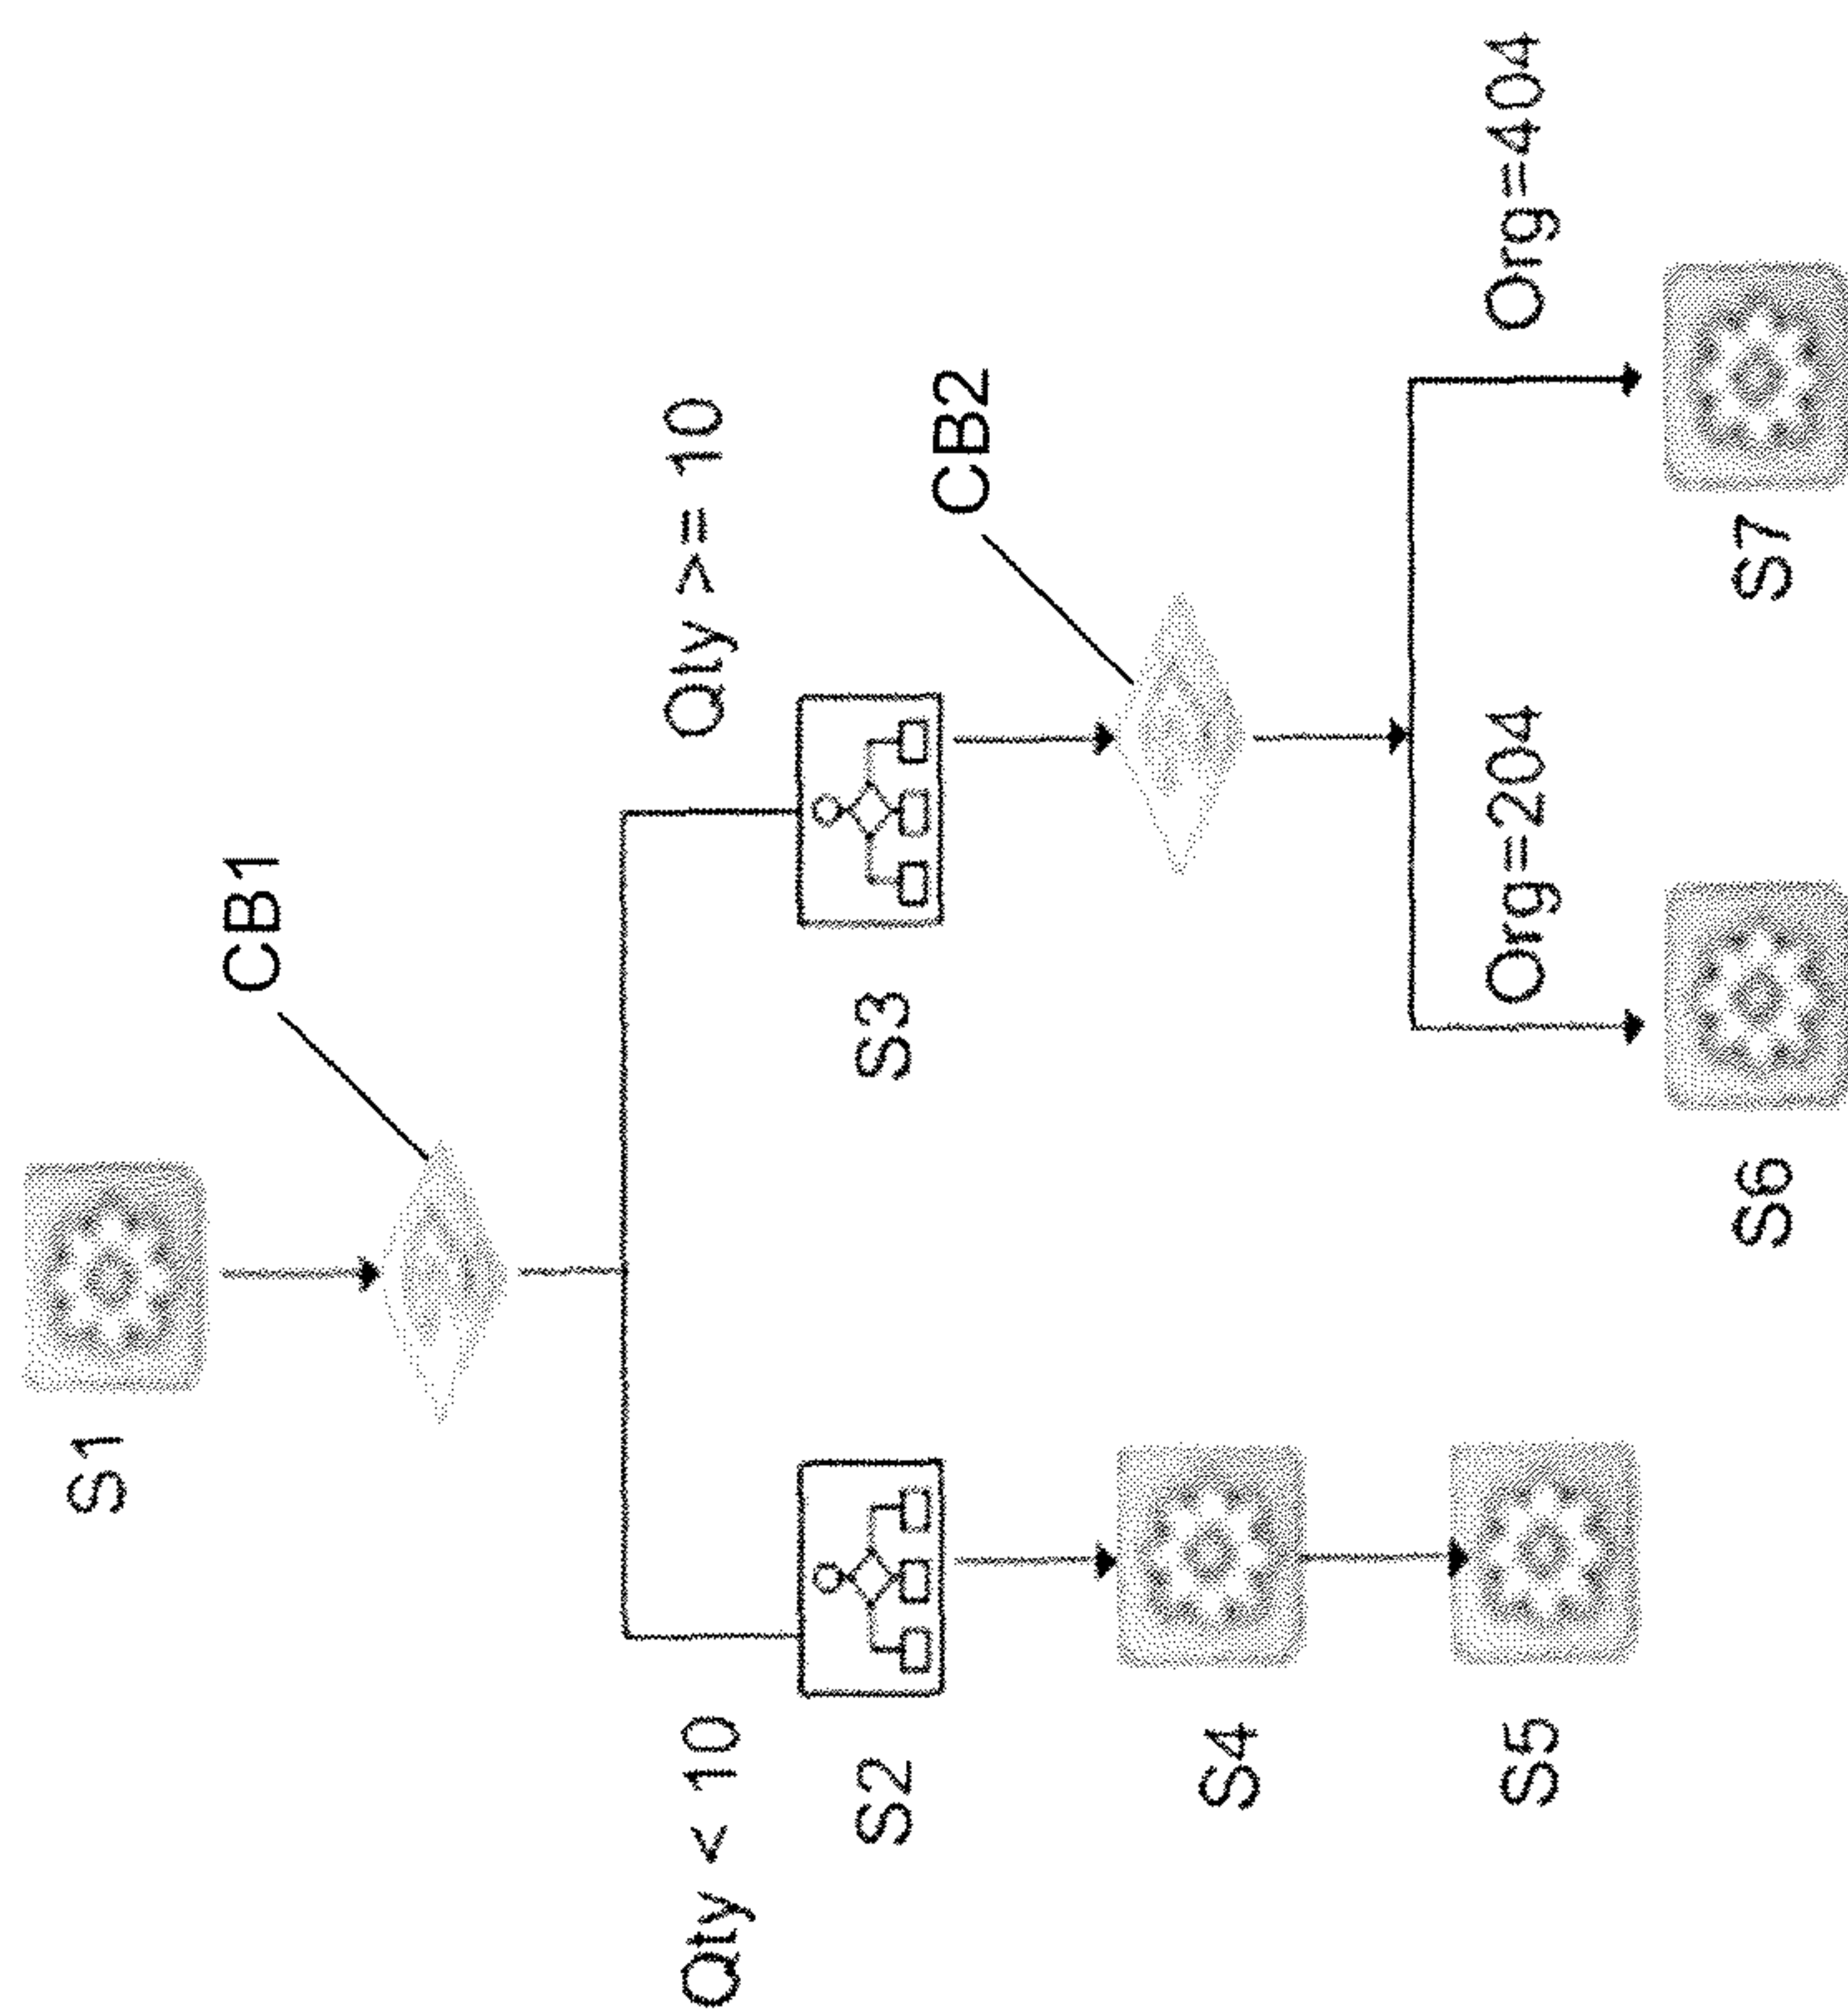 S1
CB1
Qty < 10
Qty >= 10
S2
S3
CB2
S4
Org=204
Org=404
S5
S6
S7